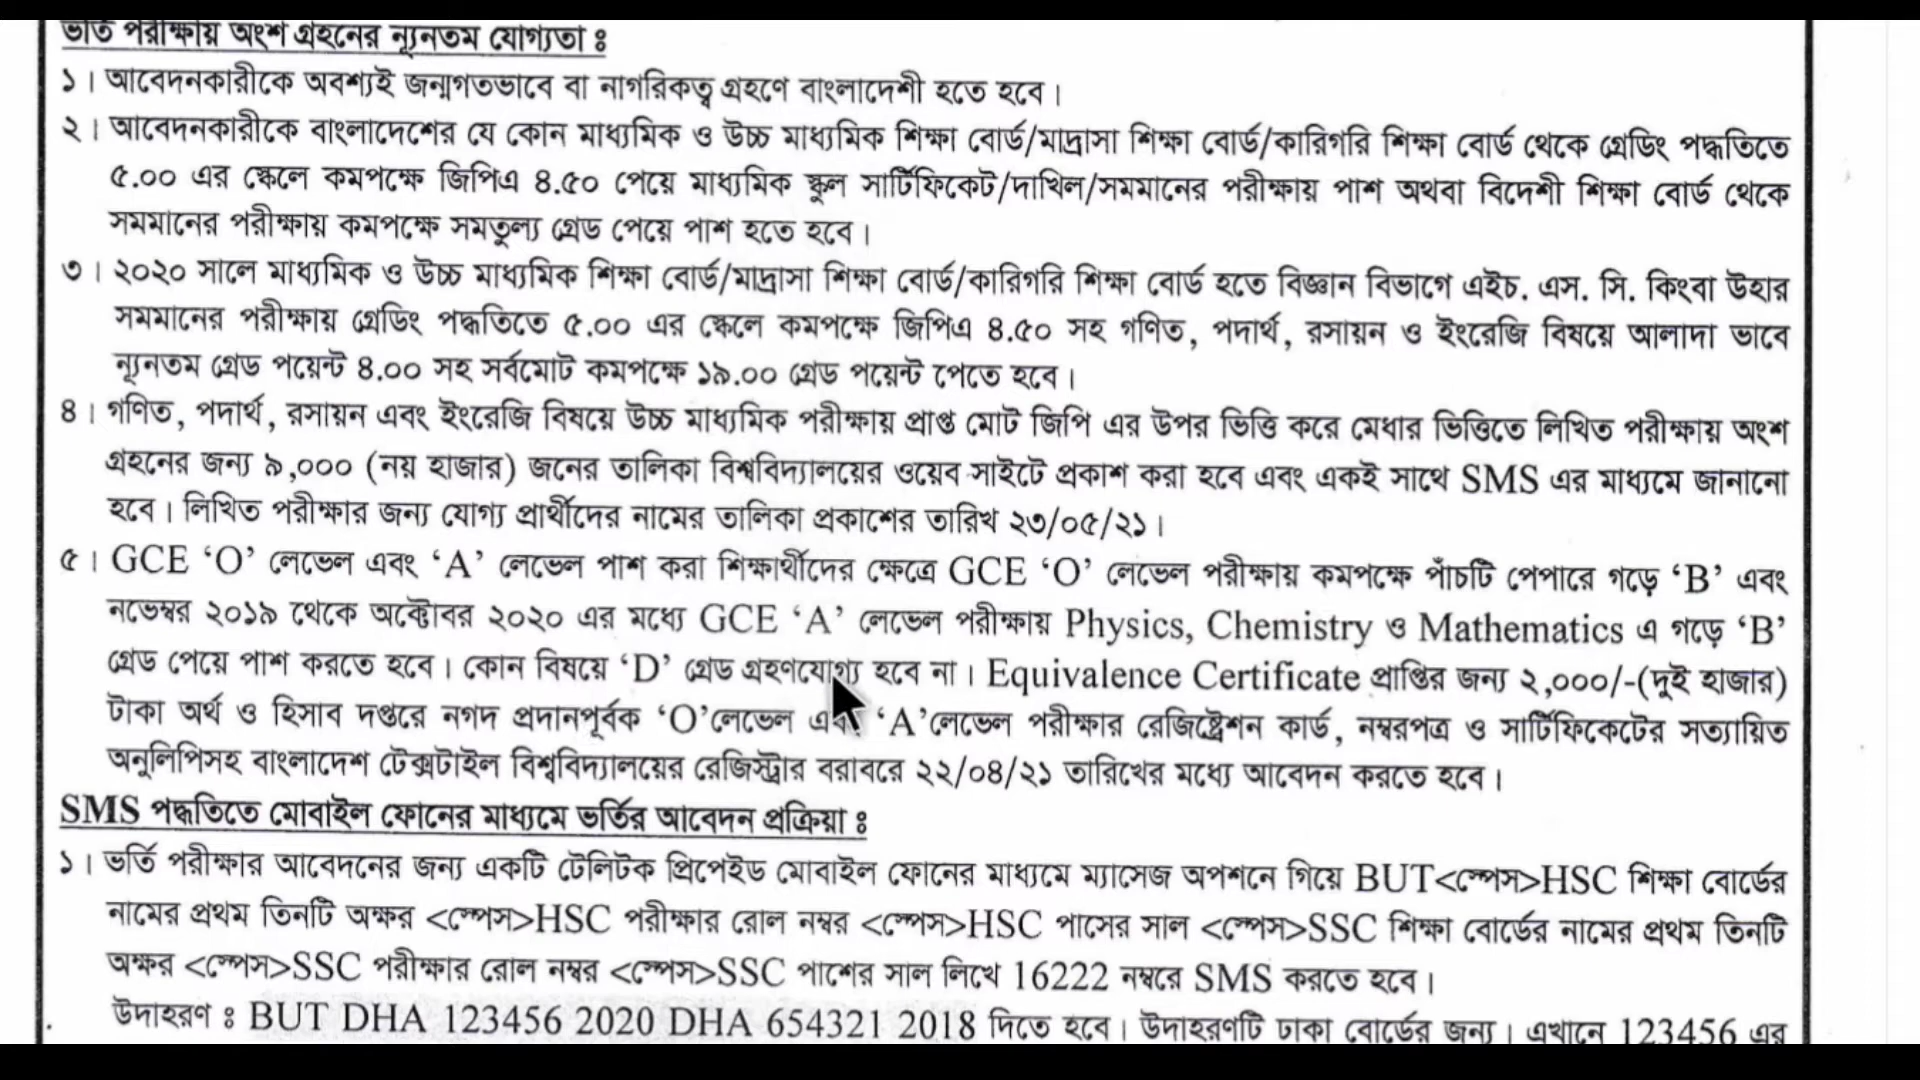 ভর্তি পরীক্ষায় অংশ গ্রহনের ন্যূনতম যোগ্যতা ঃ
১। আবেদনকারীকে অবশ্যই জন্মগতভাবে বা নাগরিকত্ব গ্রহণে বাংলাদেশী হতে হবে।
২। আবেদনকারীকে বাংলাদেশের যে কোন মাধ্যমিক ও উচ্চ মাধ্যমিক শিক্ষা বোর্ড/মাদ্রাসা শিক্ষা বোর্ড/কারিগরি শিক্ষা বোর্ড থেকে গ্রেডিং পদ্ধতিতে
৫.০০ এর স্কেলে কমপক্ষে জিপিএ ৪.৫০ পেয়ে মাধ্যমিক স্কুল সার্টিফিকেট/দাখিল/সমমানের পরীক্ষায় পাশ অথবা বিদেশী শিক্ষা বোর্ড থেকে
সমমানের পরীক্ষায় কমপক্ষে সমতুল্য গ্রেড পেয়ে পাশ হতে হবে।
৩। ২০২০ সালে মাধ্যমিক ও উচ্চ মাধ্যমিক শিক্ষা বোর্ড/মাদ্রাসা শিক্ষা বোর্ড/কারিগরি শিক্ষা বোর্ড হতে বিজ্ঞান বিভাগে এইচ. এস. সি. কিংবা উহার
সমমানের পরীক্ষায় গ্রেডিং পদ্ধতিতে ৫.০০ এর স্কেলে কমপক্ষে জিপিএ ৪.৫০ সহ গণিত, পদার্থ, রসায়ন ও ইংরেজি বিষয়ে আলাদা ভাবে
ন্যূনতম গ্রেড পয়েন্ট ৪.০০ সহ সর্বমোট কমপক্ষে ১৯.০০ গ্রেড পয়েন্ট পেতে হবে।
৪। গণিত, পদার্থ, রসায়ন এবং ইংরেজি বিষয়ে উচ্চ মাধ্যমিক পরীক্ষায় প্রাপ্ত মোট জিপি এর উপর ভিত্তি করে মেধার ভিত্তিতে লিখিত পরীক্ষায় অংশ
গ্রহনের জন্য ৯,০০০ (নয় হাজার) জনের তালিকা বিশ্ববিদ্যালয়ের ওয়েব সাইটে প্রকাশ করা হবে এবং একই সাথে SMS এর মাধ্যমে জানানো
হবে। লিখিত পরীক্ষার জন্য যোগ্য প্রার্থীদের নামের তালিকা প্রকাশের তারিখ ২৩/০৫/২১।
৫। GCE ‘O’ লেভেল এবং ‘A’ লেভেল পাশ করা শিক্ষার্থীদের ক্ষেত্রে GCE ‘O’ লেভেল পরীক্ষায় কমপক্ষে পাঁচটি পেপারে গড়ে ‘B’ এবং
নভেম্বর ২০১৯ থেকে অক্টোবর ২০২০ এর মধ্যে GCE ‘A’ লেভেল পরীক্ষায় Physics, Chemistry ও Mathematics এ গড়ে ‘B’
গ্রেড পেয়ে পাশ করতে হবে। কোন বিষয়ে ‘D’ গ্রেড গ্রহণযোগ্য হবে না। Equivalence Certificate প্রাপ্তির জন্য ২,০০০/-(দুই হাজার)
টাকা অর্থ ও হিসাব দপ্তরে নগদ প্রদানপূর্বক ‘O’লেভেল এবং ‘A’লেভেল পরীক্ষার রেজিষ্ট্রেশন কার্ড, নম্বরপত্র ও সার্টিফিকেটের সত্যায়িত
অনুলিপিসহ বাংলাদেশ টেক্সটাইল বিশ্ববিদ্যালয়ের রেজিস্ট্রার বরাবরে ২২/০৪/২১ তারিখের মধ্যে আবেদন করতে হবে।
SMS পদ্ধতিতে মোবাইল ফোনের মাধ্যমে ভর্তির আবেদন প্রক্রিয়া ঃ
১। ভর্তি পরীক্ষার আবেদনের জন্য একটি টেলিটক প্রিপেইড মোবাইল ফোনের মাধ্যমে ম্যাসেজ অপশনে গিয়ে BUT<স্পেস>HSC শিক্ষা বোর্ডের
নামের প্রথম তিনটি অক্ষর <স্পেস>HSC পরীক্ষার রোল নম্বর <স্পেস>HSC পাসের সাল <স্পেস>SSC শিক্ষা বোর্ডের নামের প্রথম তিনটি
অক্ষর <স্পেস>SSC পরীক্ষার রোল নম্বর <স্পেস>SSC পাশের সাল লিখে 16222 নম্বরে SMS করতে হবে।
উদাহরণ ঃ BUT DHA 123456 2020 DHA 654321 2018 দিতে হবে। উদাহরণটি ঢাকা বোর্ডের জন্য। এখানে 123456 এর